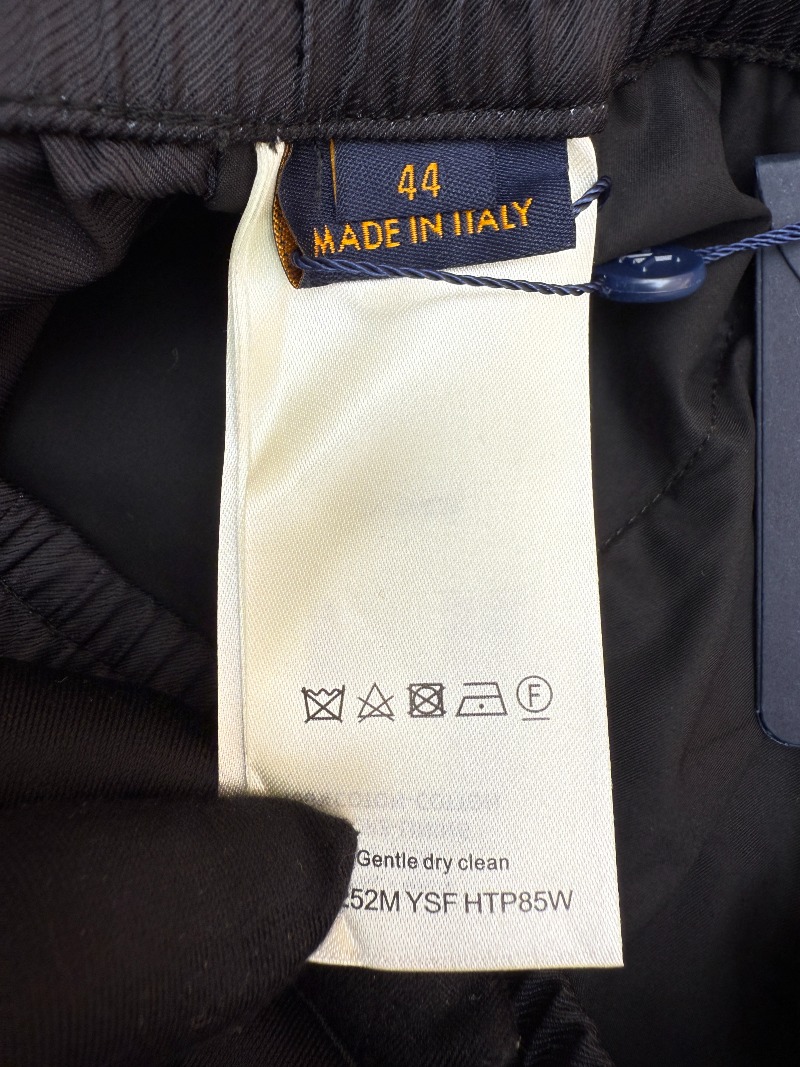 44
MADE IN ITALY
F
Gentle dry clean
:52M YSF HTP85W